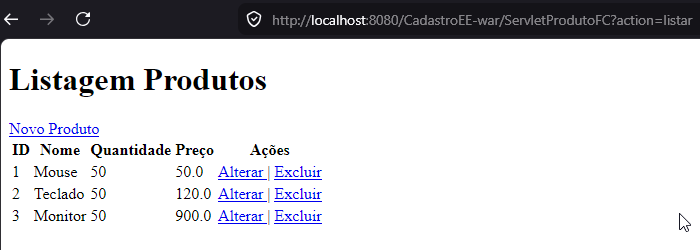 http://localhost:8080/CadastroEE-war/ServletProdutoFC?action=listar
Listagem Produtos
Novo Produto
ID Nome Quantidade Preço Ações
1 Mouse 50 50.0 Alterar | Excluir
2 Teclado 50 120.0 Alterar | Excluir
3 Monitor 50 900.0 Alterar | Excluir